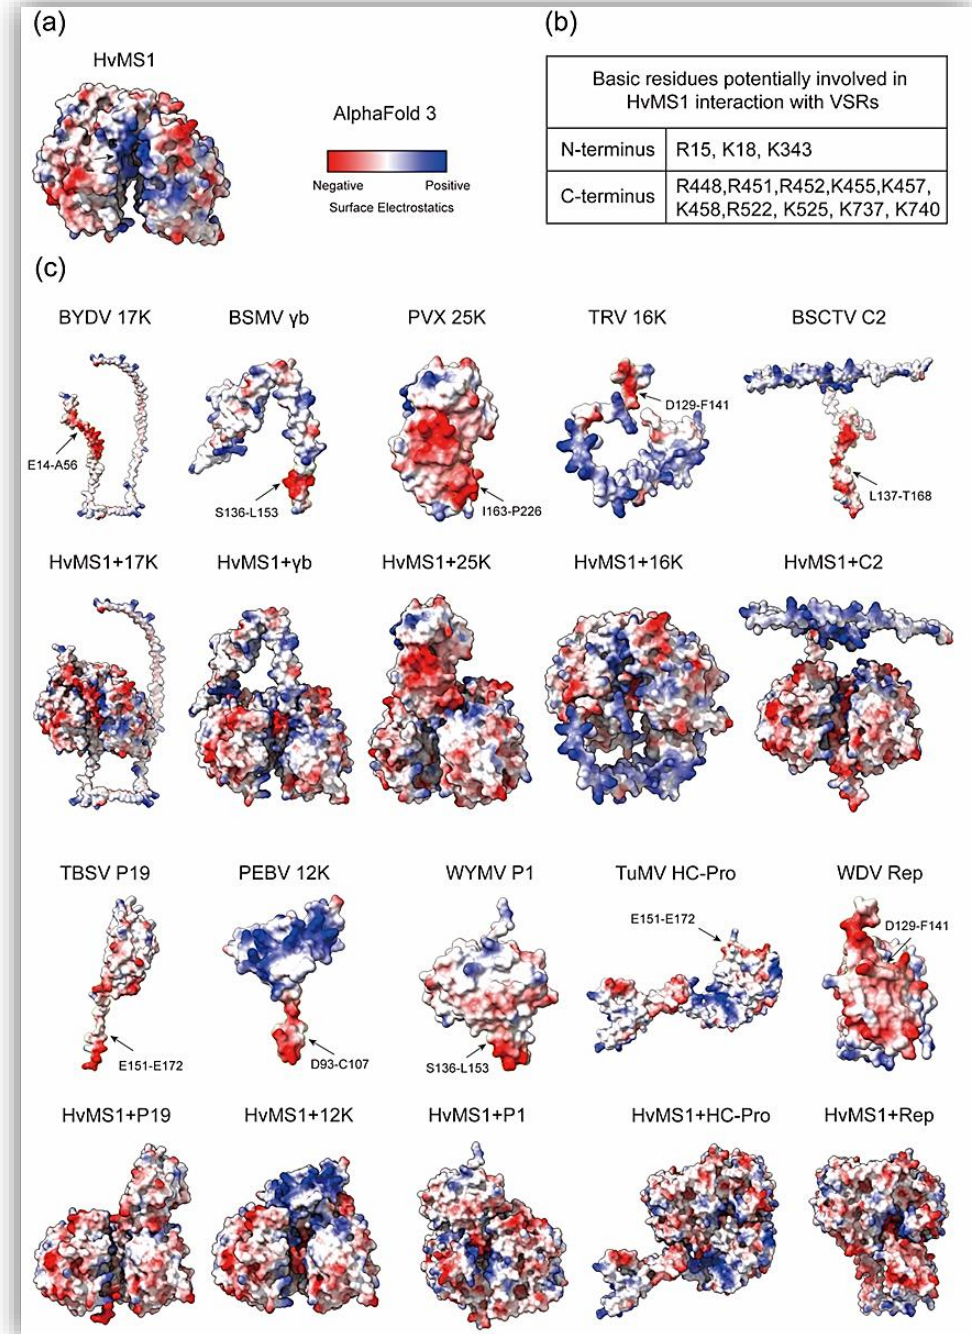 (a)
HvMS1
AlphaFold 3
Negative Positive
Surface Electrostatics
(b)
Basic residues potentially involved in
HvMS1 interaction with VSRs
N-terminus R15, K18, K343
C-terminus R448,R451,R452,K455,K457,
K458,R522, K525, K737, K740
(c)
BYDV 17K BSMV γb PVX 25K TRV 16K BSCTV C2
E14-A56
S136-L153
I163-P226
D129-F141
L137-T168
HvMS1+17K HvMS1+γb HvMS1+25K HvMS1+16K HvMS1+C2
TBSV P19 PEBV 12K WYMV P1 TuMV HC-Pro WDV Rep
E151-E172
D93-C107
S136-L153
E151-E172
D129-F141
HvMS1+P19 HvMS1+12K HvMS1+P1 HvMS1+HC-Pro HvMS1+Rep